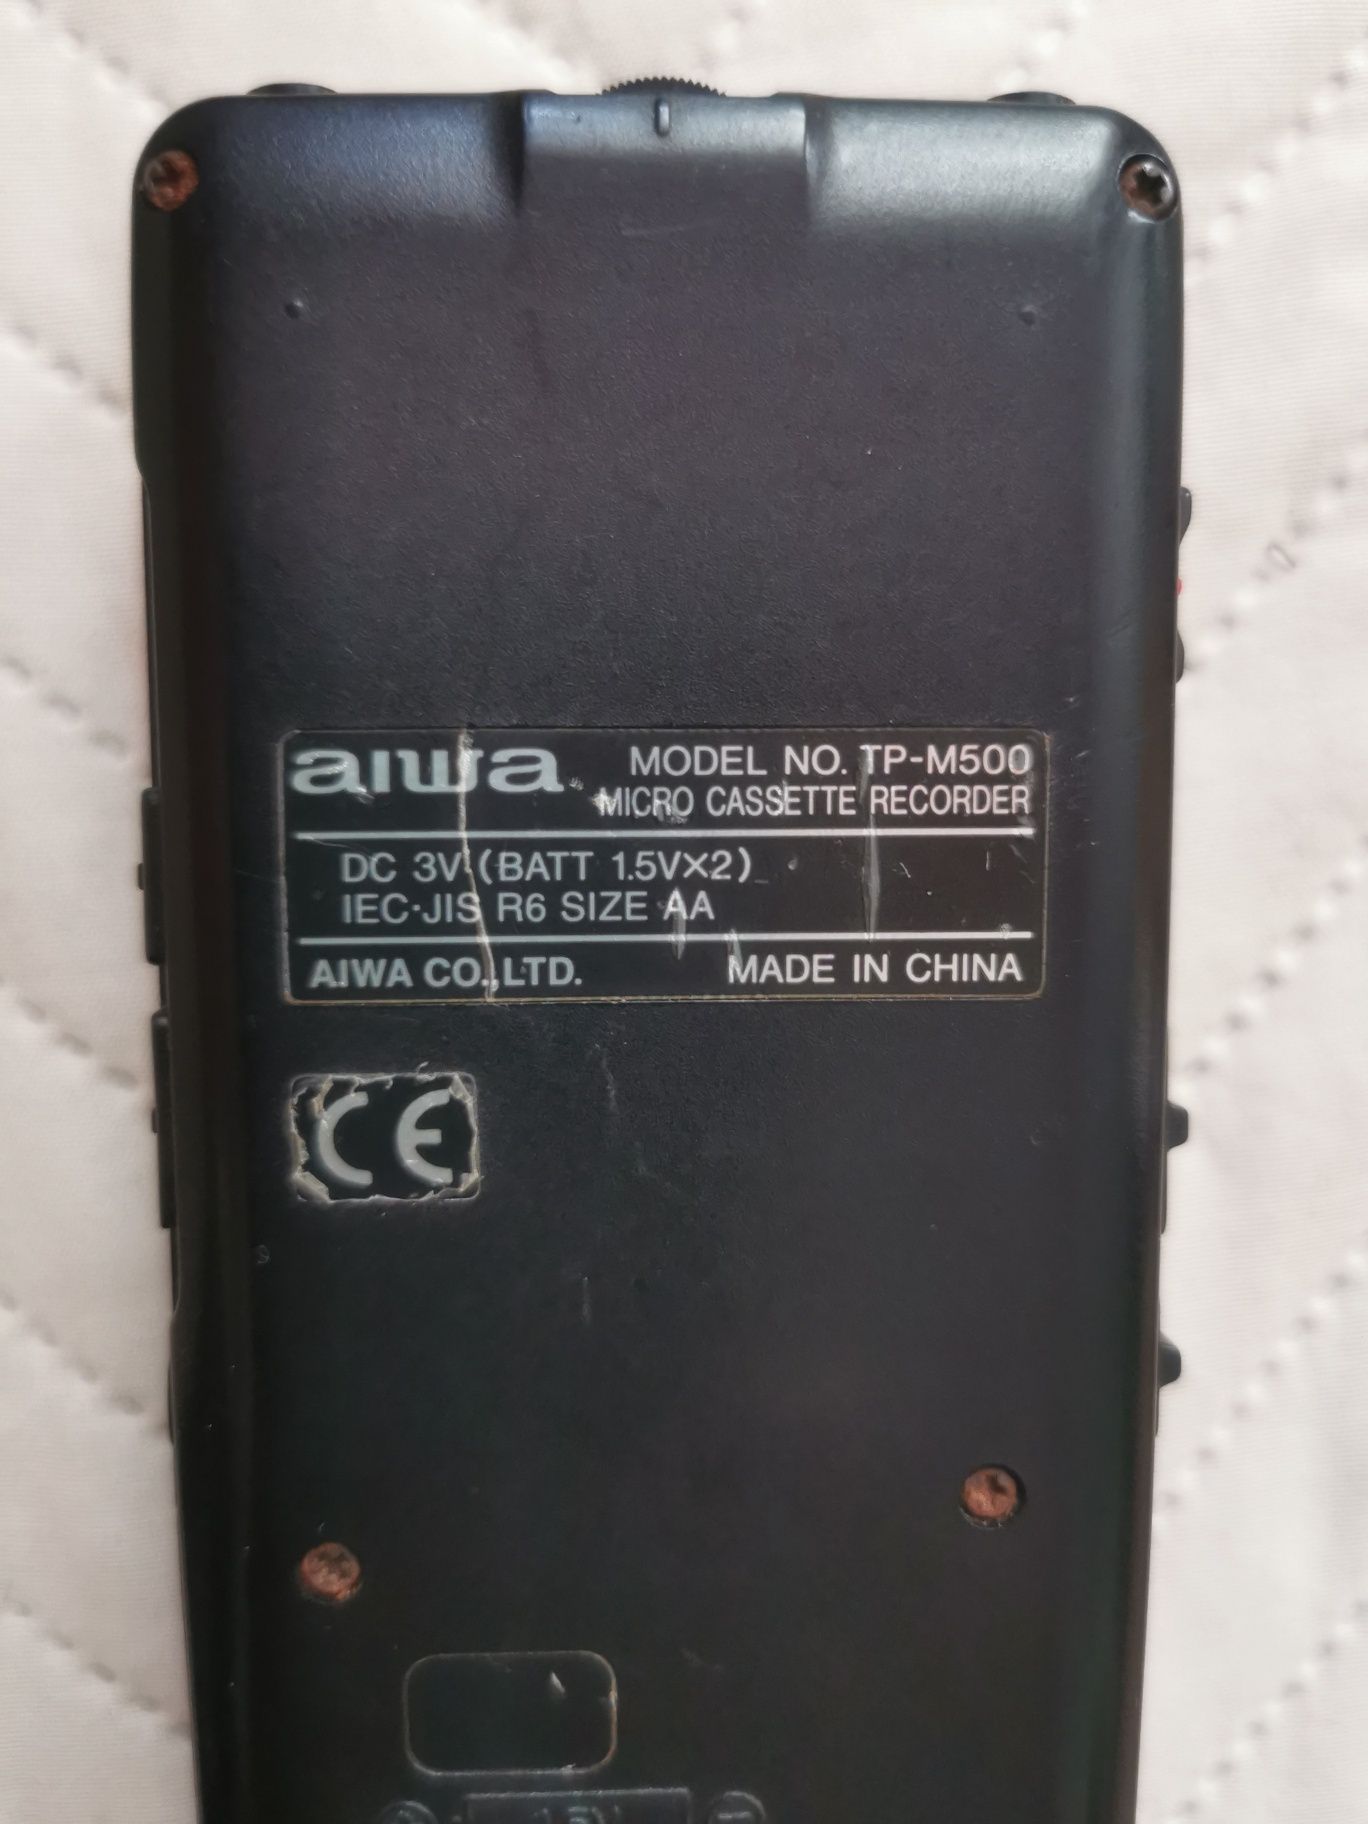 aiwa MODEL NO. TP-M500
MICRO CASSETTE RECORDER
DC 3V (BATT 1.5V×2)
IEC·JIS R6 SIZE AA
AIWA CO.,LTD. MADE IN CHINA
CE